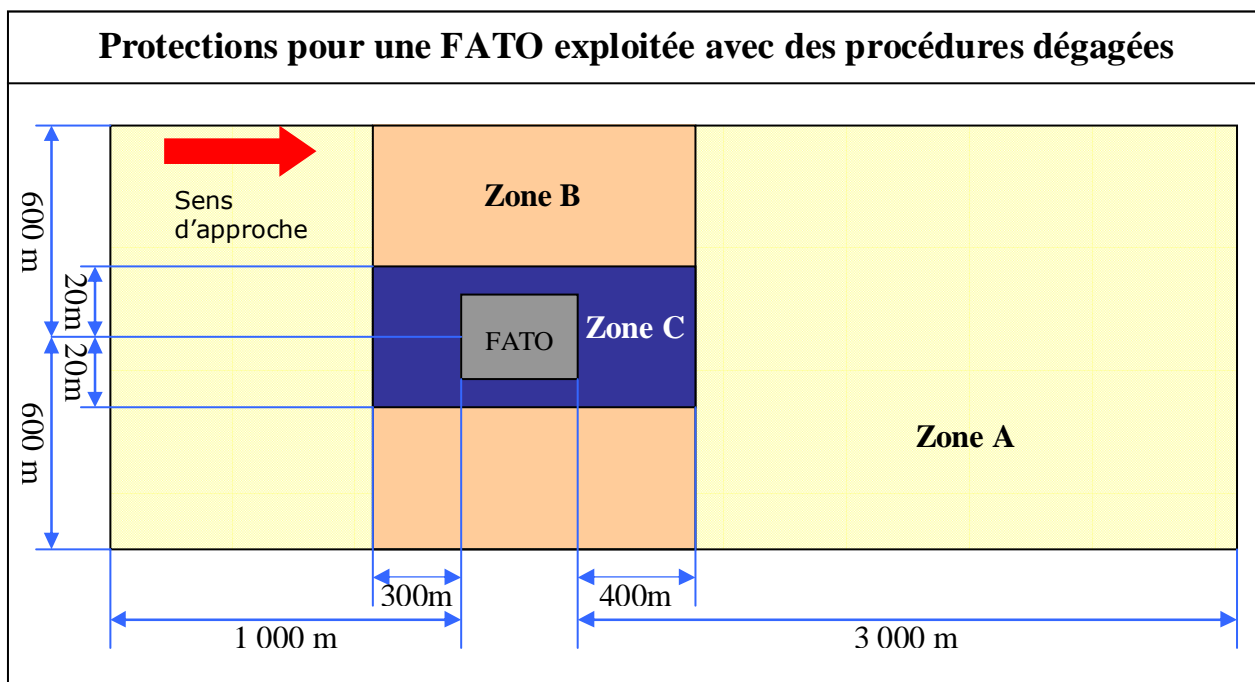 Protections pour une FATO exploitée avec des procédures dégagées
Sens
d’approche
Zone B
600 m
20m
FATO
Zone C
20m
600 m
Zone A
300m
400m
1 000 m
3 000 m